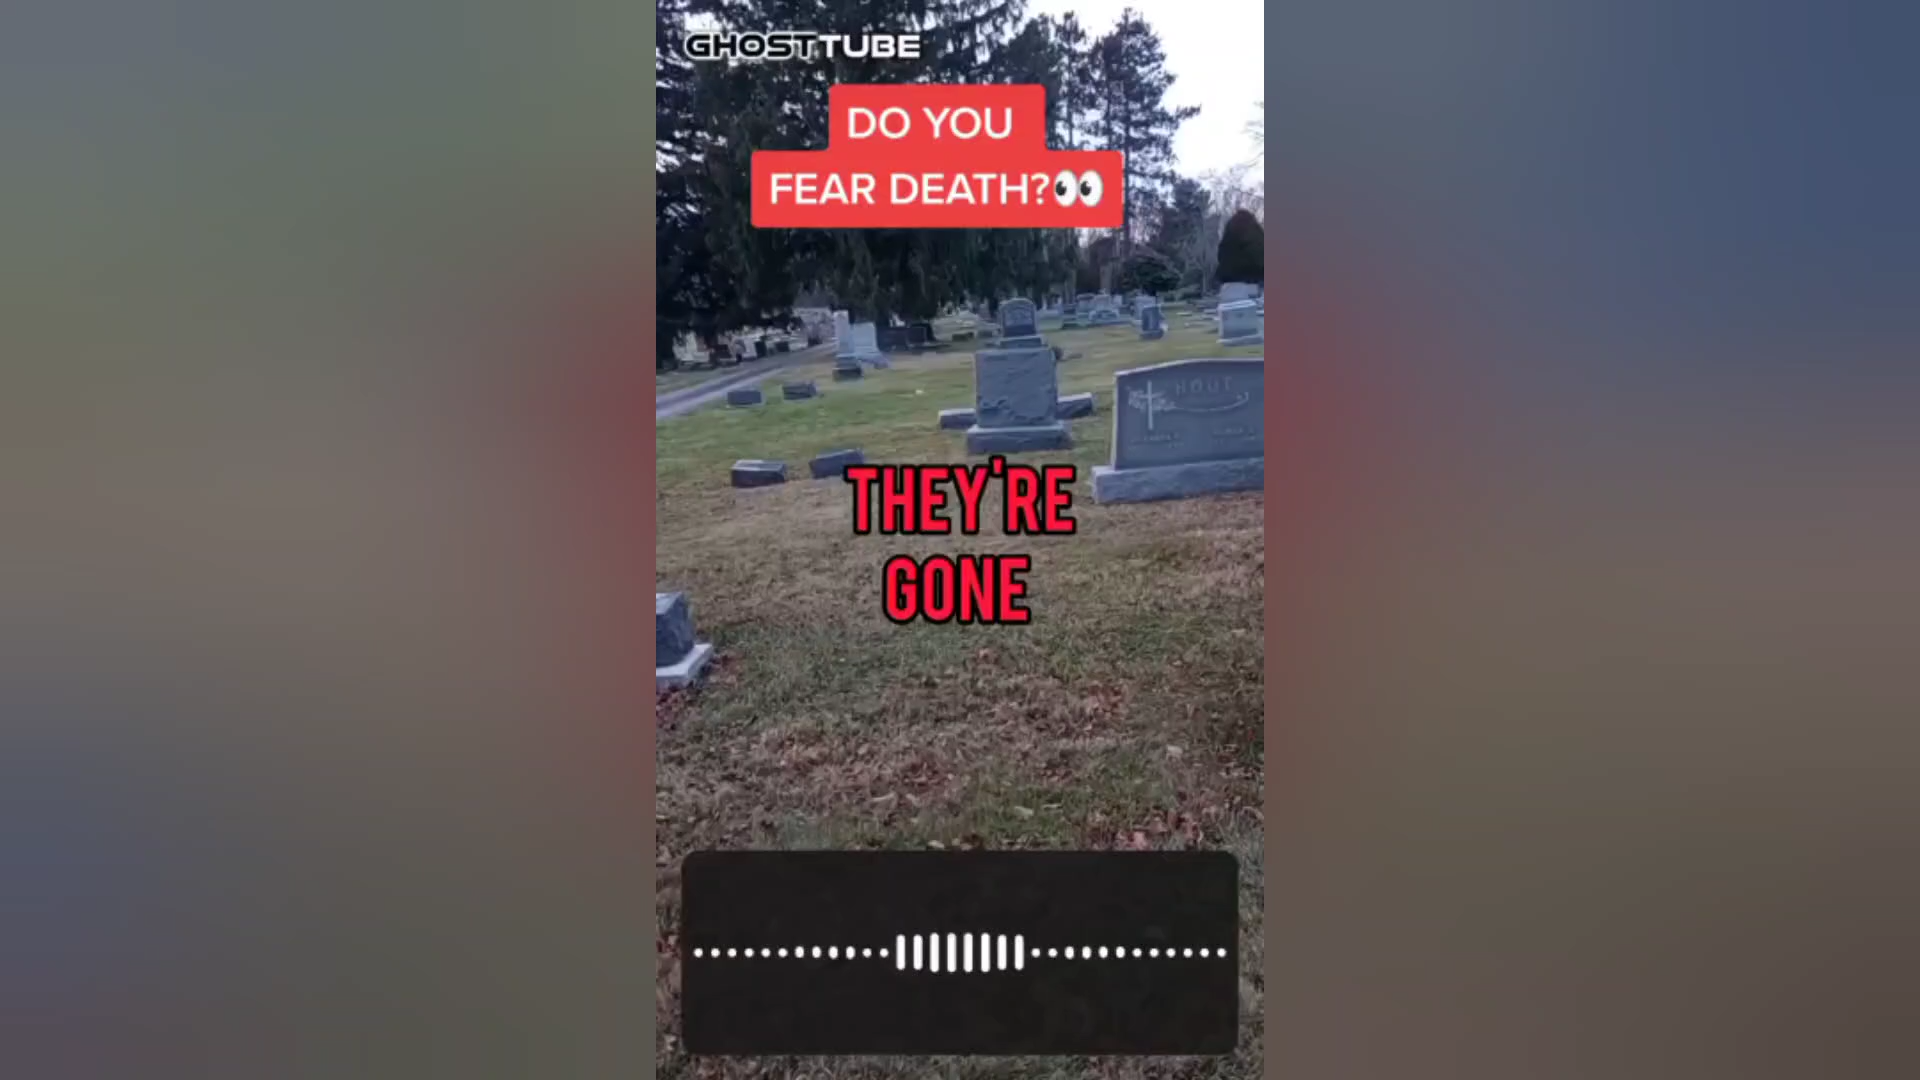 GHOSTTUBE
DO YOU
FEAR DEATH?👀
HOUT
THEY'RE
GONE